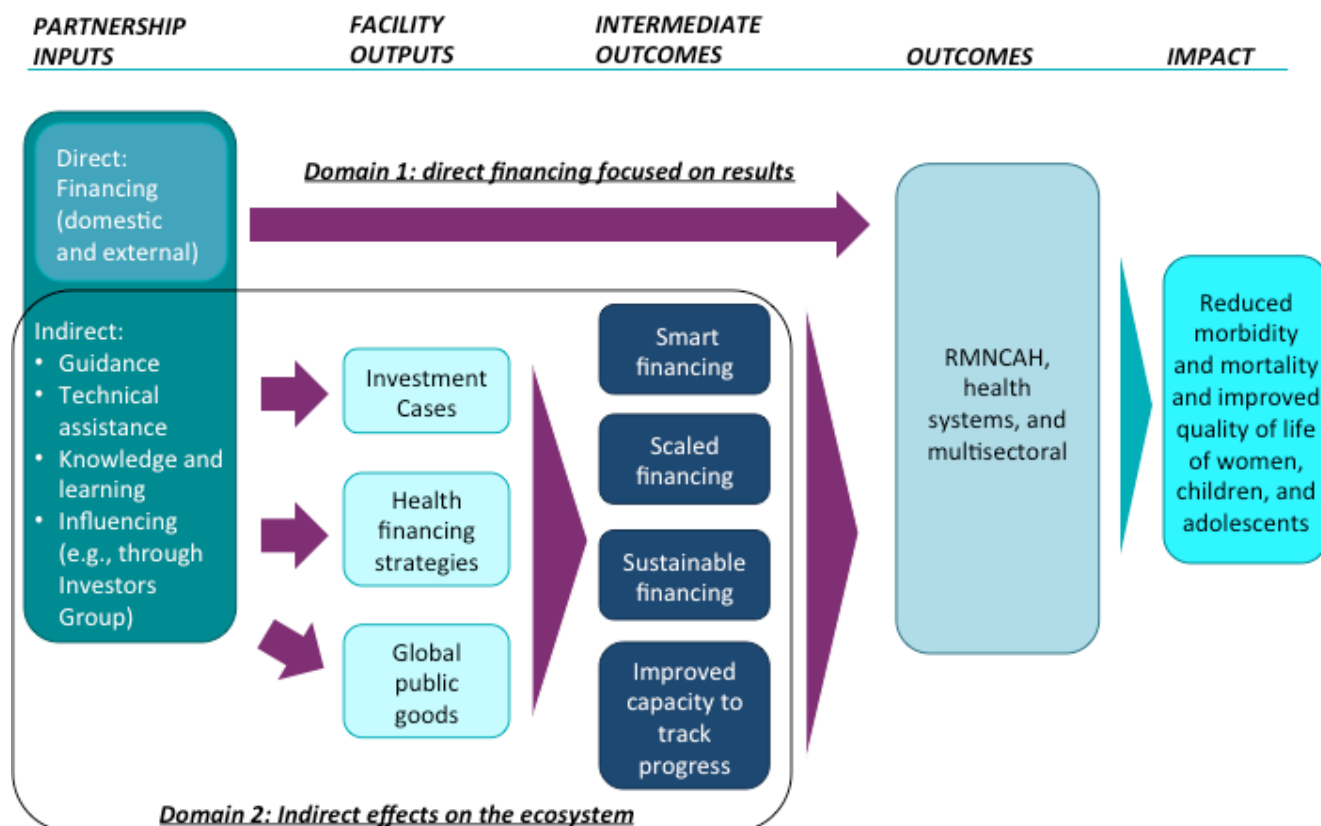 PARTNERSHIP
INPUTS
FACILITY
OUTPUTS
INTERMEDIATE
OUTCOMES
OUTCOMES
IMPACT
Direct:
Financing
(domestic
and external)
Domain 1: direct financing focused on results
Indirect:
• Guidance
• Technical
assistance
• Knowledge and
learning
• Influencing
(e.g., through
Investors
Group)
Investment
Cases
Health
financing
strategies
Global
public
goods
Smart
financing
Scaled
financing
Sustainable
financing
Improved
capacity to
track
progress
RMNCAH,
health
systems, and
multisectoral
Reduced
morbidity
and mortality
and improved
quality of life
of women,
children, and
adolescents
Domain 2: Indirect effects on the ecosystem